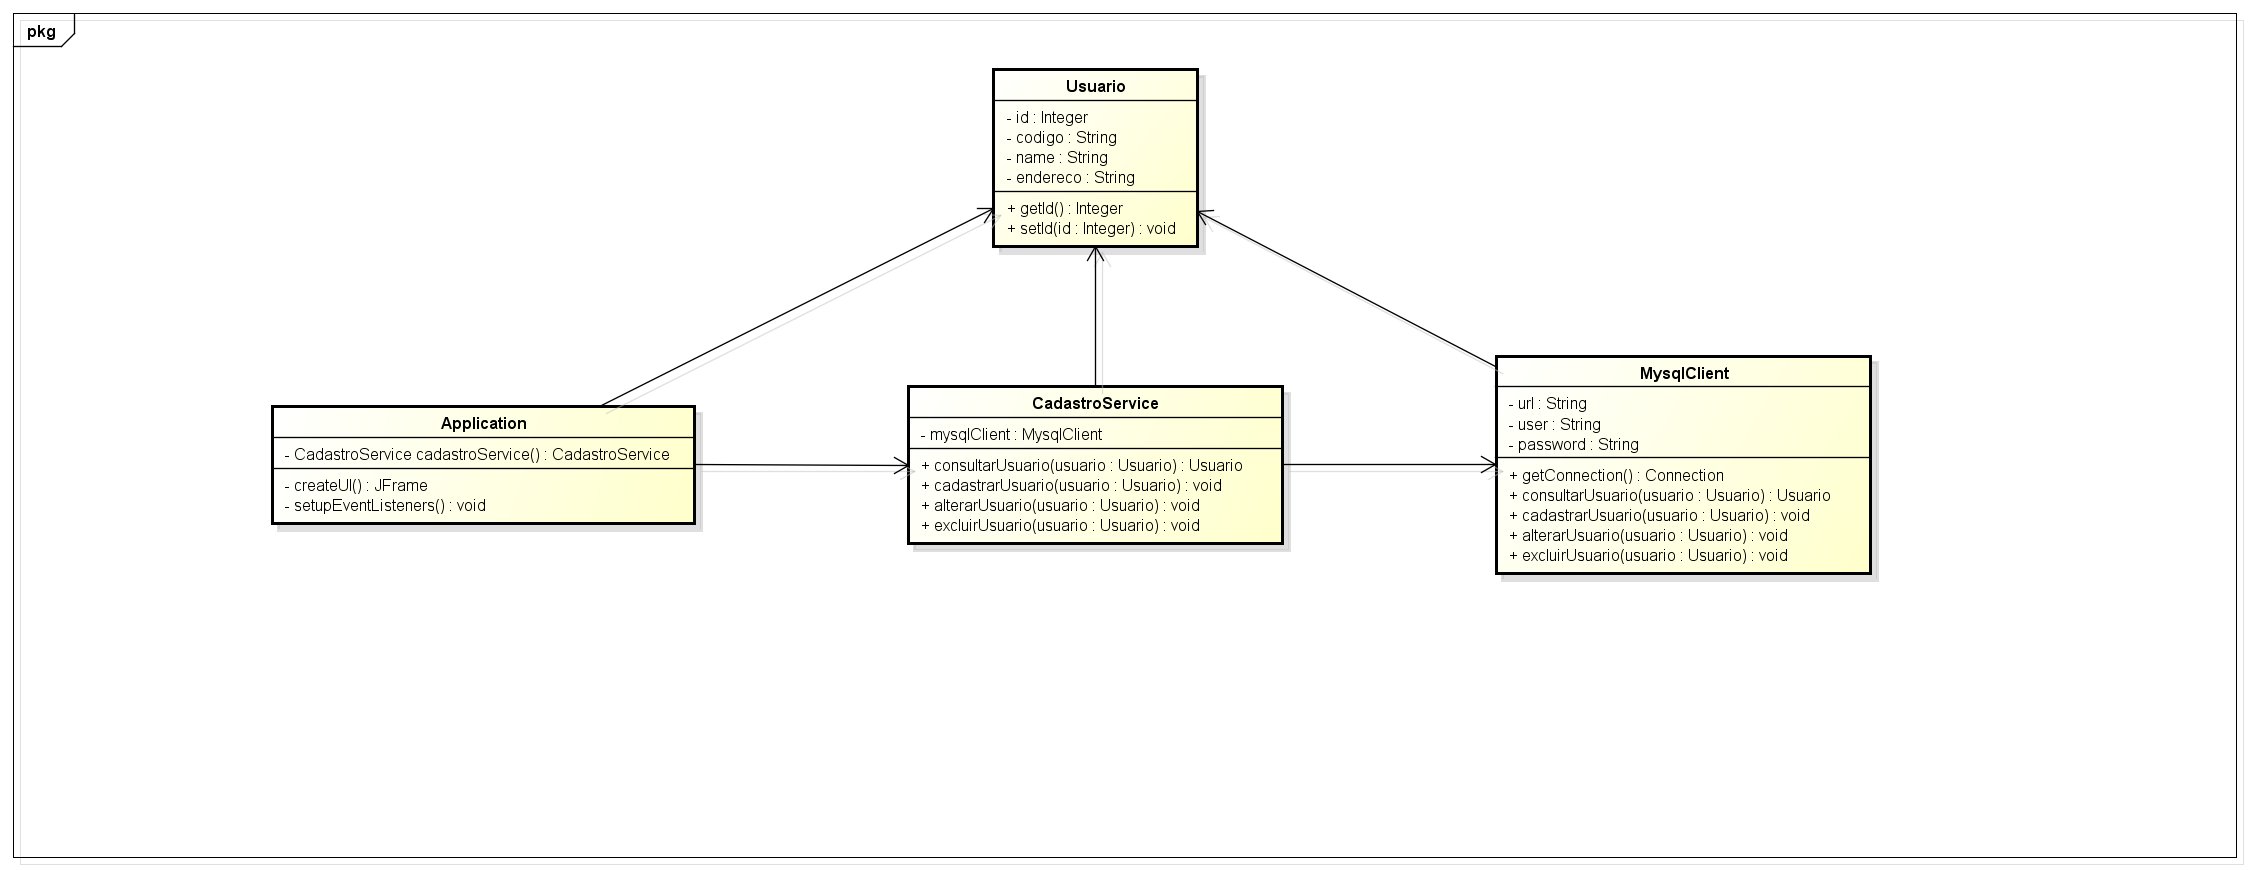 pkg
Usuario
- id : Integer
- codigo : String
- name : String
- endereco : String
+ getId() : Integer
+ setId(id : Integer) : void
Application
- CadastroService cadastroService() : CadastroService
- createUI() : JFrame
- setupEventListeners() : void
CadastroService
- mysqlClient : MysqlClient
+ consultarUsuario(usuario : Usuario) : Usuario
+ cadastrarUsuario(usuario : Usuario) : void
+ alterarUsuario(usuario : Usuario) : void
+ excluirUsuario(usuario : Usuario) : void
MysqlClient
- url : String
- user : String
- password : String
+ getConnection() : Connection
+ consultarUsuario(usuario : Usuario) : Usuario
+ cadastrarUsuario(usuario : Usuario) : void
+ alterarUsuario(usuario : Usuario) : void
+ excluirUsuario(usuario : Usuario) : void